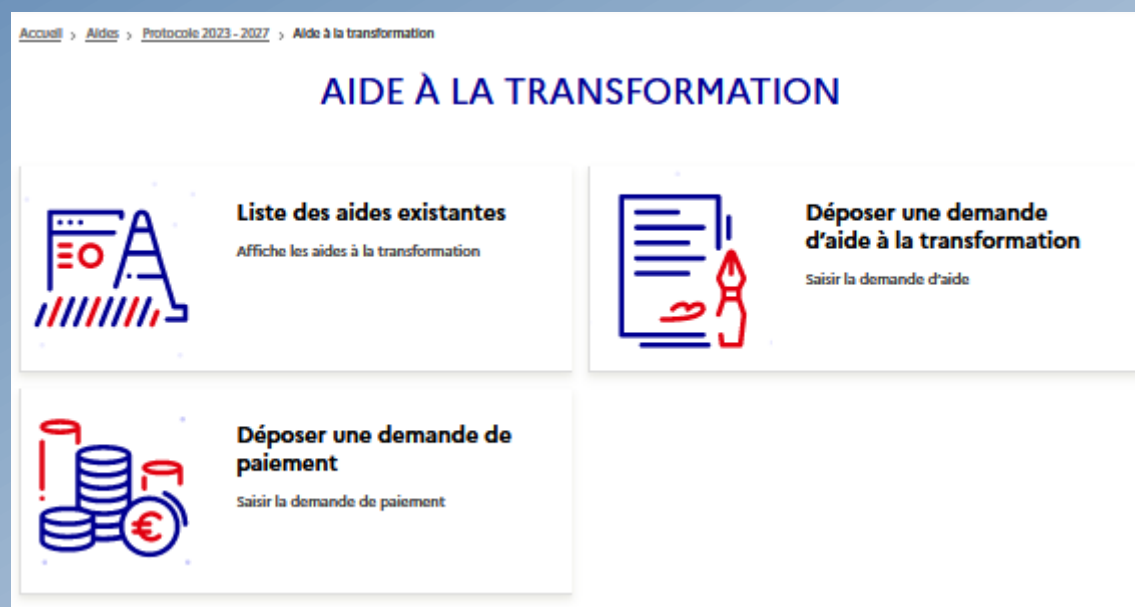 Accueil > Aides > Protocole 2023 - 2027 > Aide à la transformation
AIDE À LA TRANSFORMATION
Liste des aides existantes
Affiche les aides à la transformation
Déposer une demande
d'aide à la transformation
Saisir la demande d'aide
Déposer une demande de
paiement
Saisir la demande de paiement
€